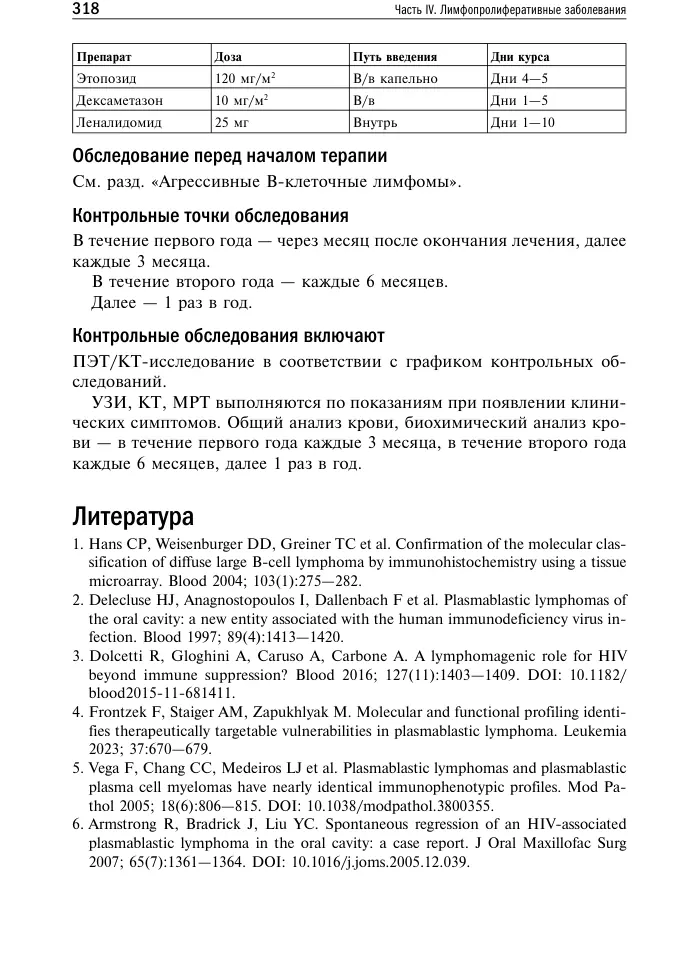 318
Часть IV. Лимфопролиферативные заболевания
Препарат Доза Путь введения Дни курса
Этопозид 120 мг/м² В/в капельно Дни 4—5
Дексаметазон 10 мг/м² В/в Дни 1—5
Леналидомид 25 мг Внутрь Дни 1—10
Обследование перед началом терапии
См. разд. «Агрессивные В-клеточные лимфомы».
Контрольные точки обследования
В течение первого года — через месяц после окончания лечения, далее
каждые 3 месяца.
В течение второго года — каждые 6 месяцев.
Далее — 1 раз в год.
Контрольные обследования включают
ПЭТ/КТ-исследование в соответствии с графиком контрольных об-
следований.
УЗИ, КТ, МРТ выполняются по показаниям при появлении клини-
ческих симптомов. Общий анализ крови, биохимический анализ кро-
ви — в течение первого года каждые 3 месяца, в течение второго года
каждые 6 месяцев, далее 1 раз в год.
Литература
1. Hans CP, Weisenburger DD, Greiner TC et al. Confirmation of the molecular clas-
sification of diffuse large B-cell lymphoma by immunohistochemistry using a tissue
microarray. Blood 2004; 103(1):275—282.
2. Delecluse HJ, Anagnostopoulos I, Dallenbach F et al. Plasmablastic lymphomas of
the oral cavity: a new entity associated with the human immunodeficiency virus in-
fection. Blood 1997; 89(4):1413—1420.
3. Dolcetti R, Gloghini A, Caruso A, Carbone A. A lymphomagenic role for HIV
beyond immune suppression? Blood 2016; 127(11):1403—1409. DOI: 10.1182/
blood2015-11-681411.
4. Frontzek F, Staiger AM, Zapukhlyak M. Molecular and functional profiling identi-
fies therapeutically targetable vulnerabilities in plasmablastic lymphoma. Leukemia
2023; 37:670—679.
5. Vega F, Chang CC, Medeiros LJ et al. Plasmablastic lymphomas and plasmablastic
plasma cell myelomas have nearly identical immunophenotypic profiles. Mod Pa-
thol 2005; 18(6):806—815. DOI: 10.1038/modpathol.3800355.
6. Armstrong R, Bradrick J, Liu YC. Spontaneous regression of an HIV-associated
plasmablastic lymphoma in the oral cavity: a case report. J Oral Maxillofac Surg
2007; 65(7):1361—1364. DOI: 10.1016/j.joms.2005.12.039.